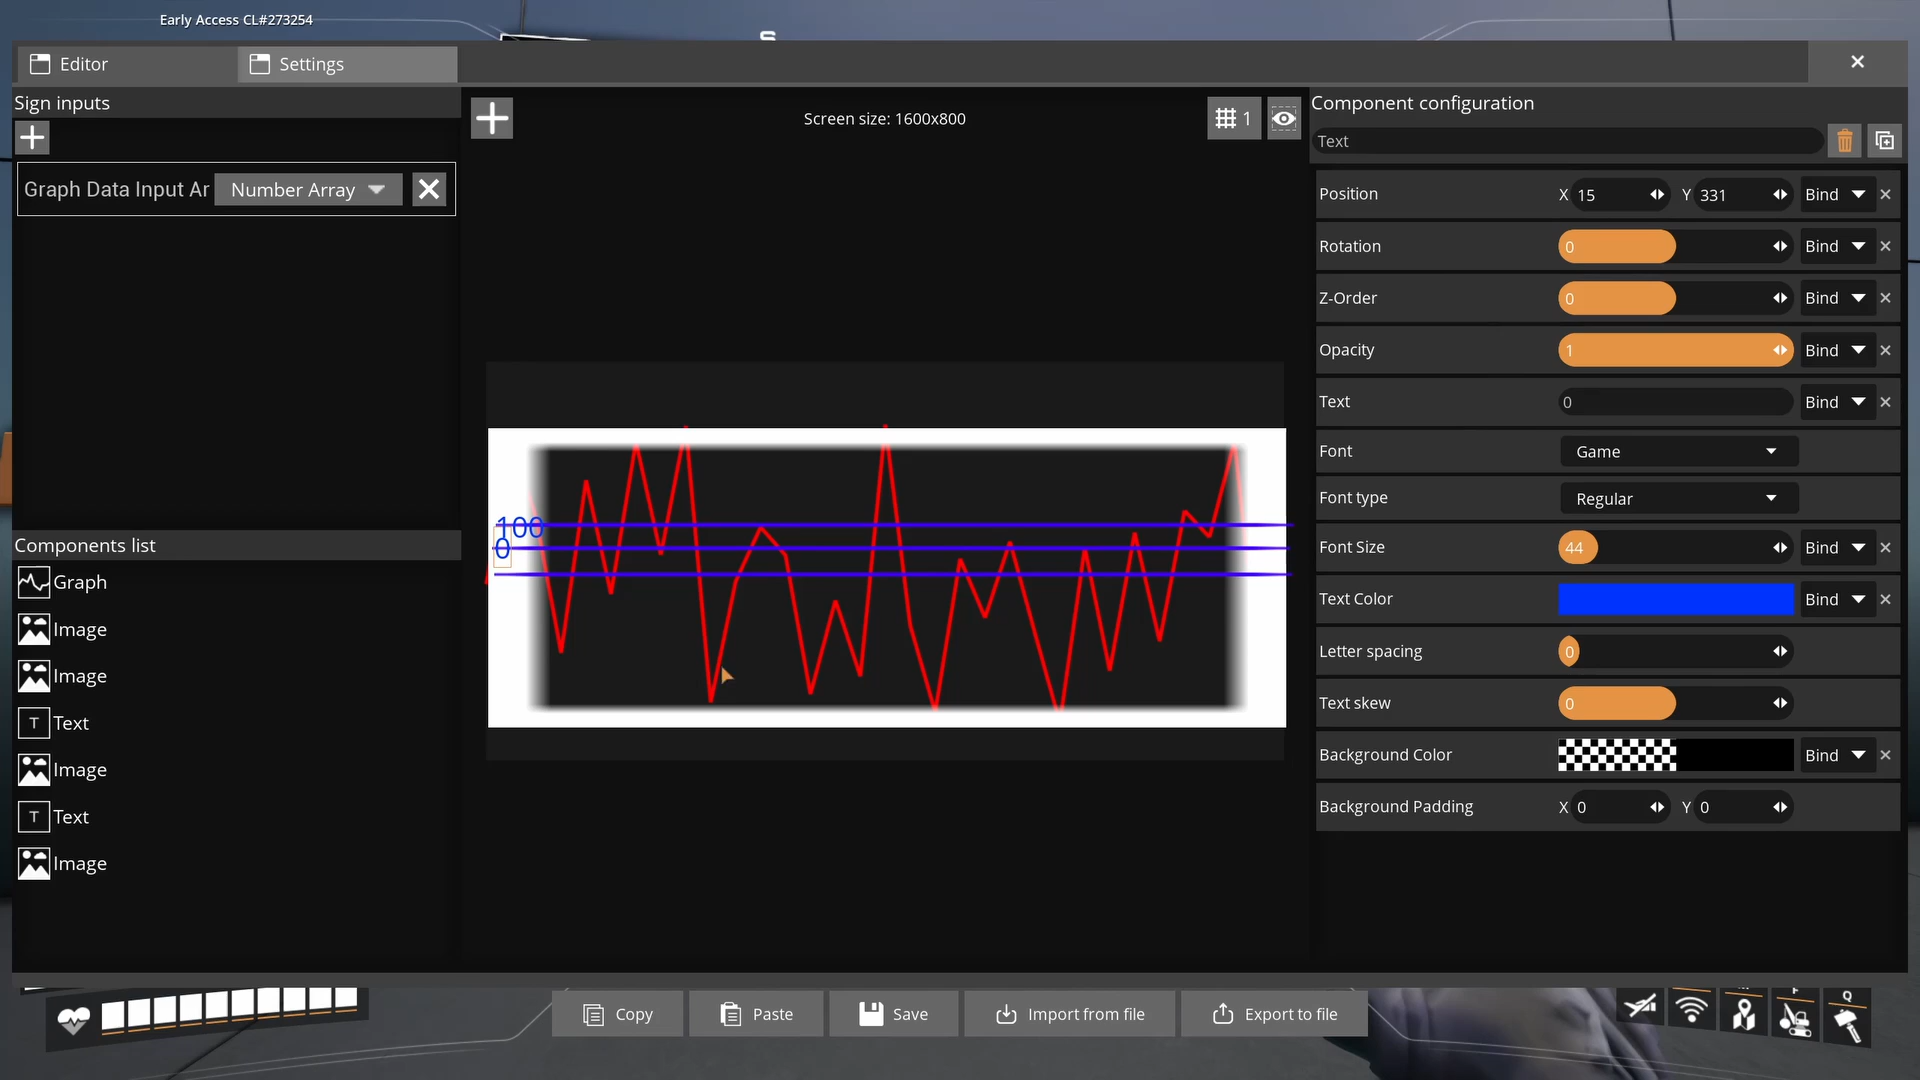 Early Access CL#273254
S
Editor
Settings
Sign inputs
Graph Data Input Ar
Number Array
Screen size: 1600x800
1
Component configuration
Text
Position
X 15
Y 331
Bind
Rotation
0
Bind
Z-Order
0
Bind
Opacity
1
Bind
Text
0
Bind
Font
Game
Font type
Regular
Font Size
44
Bind
Text Color
Bind
Letter spacing
0
Text skew
0
Background Color
Bind
Background Padding
X 0
Y 0
100
0
Components list
Graph
Image
Image
T Text
Image
T Text
Image
Copy
Paste
Save
Import from file
Export to file
Q